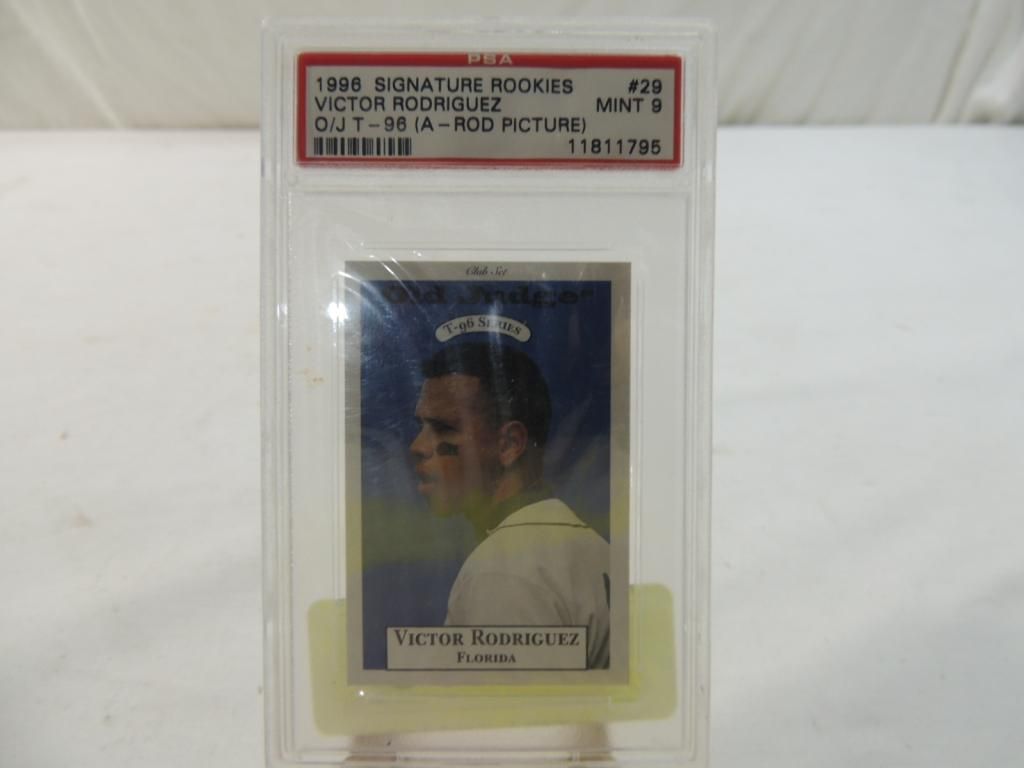 PSA
1996 SIGNATURE ROOKIES #29
VICTOR RODRIGUEZ MINT 9
O/J T-96 (A-ROD PICTURE)
11811795
Club Set
Old Judge
T-96 SERIES
VICTOR RODRIGUEZ
FLORIDA